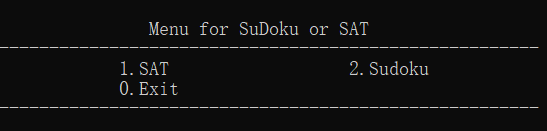 Menu for SuDoku or SAT
1.SAT 2.Sudoku
0.Exit